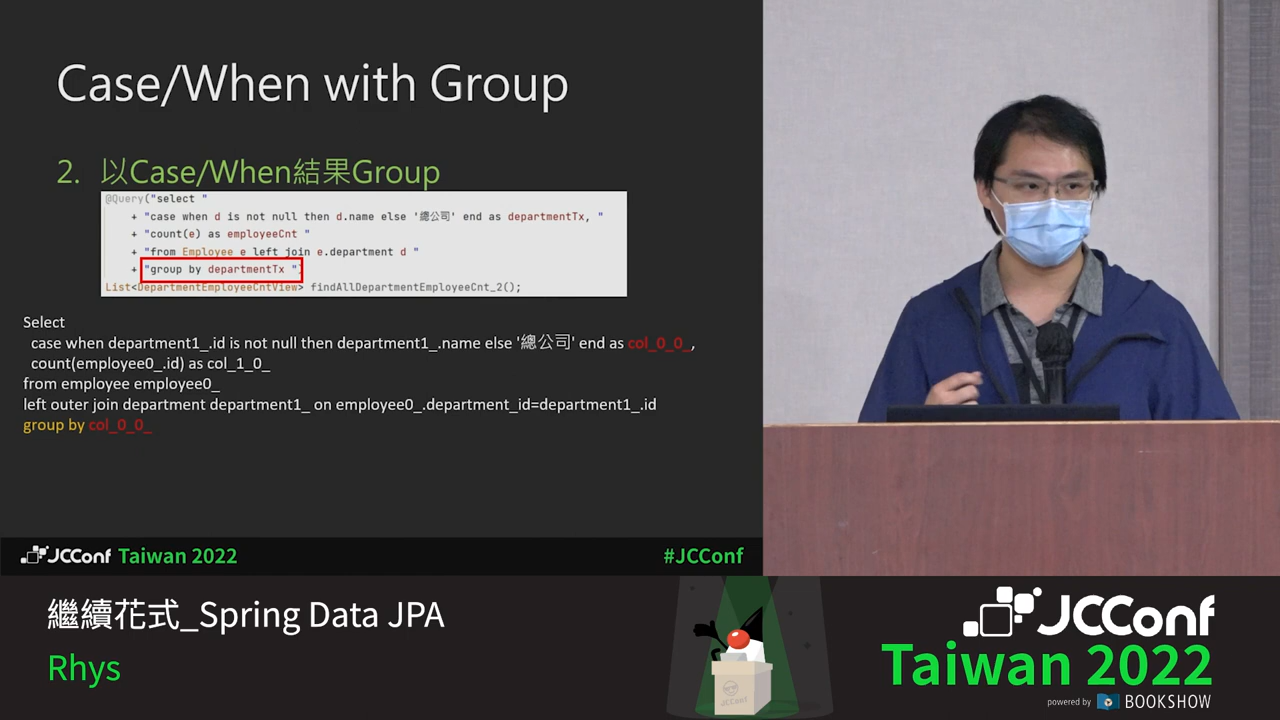 Case/When with Group
2. 以Case/When結果Group
@Query("select "
+ "case when d is not null then d.name else '總公司' end as departmentTx, "
+ "count(e) as employeeCnt "
+ "from Employee e left join e.department d "
+ "group by departmentTx ")
List<DepartmentEmployeeCntView> findAllDepartmentEmployeeCnt_2();
Select
case when department1_.id is not null then department1_.name else '總公司' end as col_0_0_,
count(employee0_.id) as col_1_0_
from employee employee0_
left outer join department department1_ on employee0_.department_id=department1_.id
group by col_0_0_
JCConf Taiwan 2022
#JCConf
繼續花式_Spring Data JPA
Rhys
JCConf
JCConf
Taiwan 2022
powered by BOOKSHOW